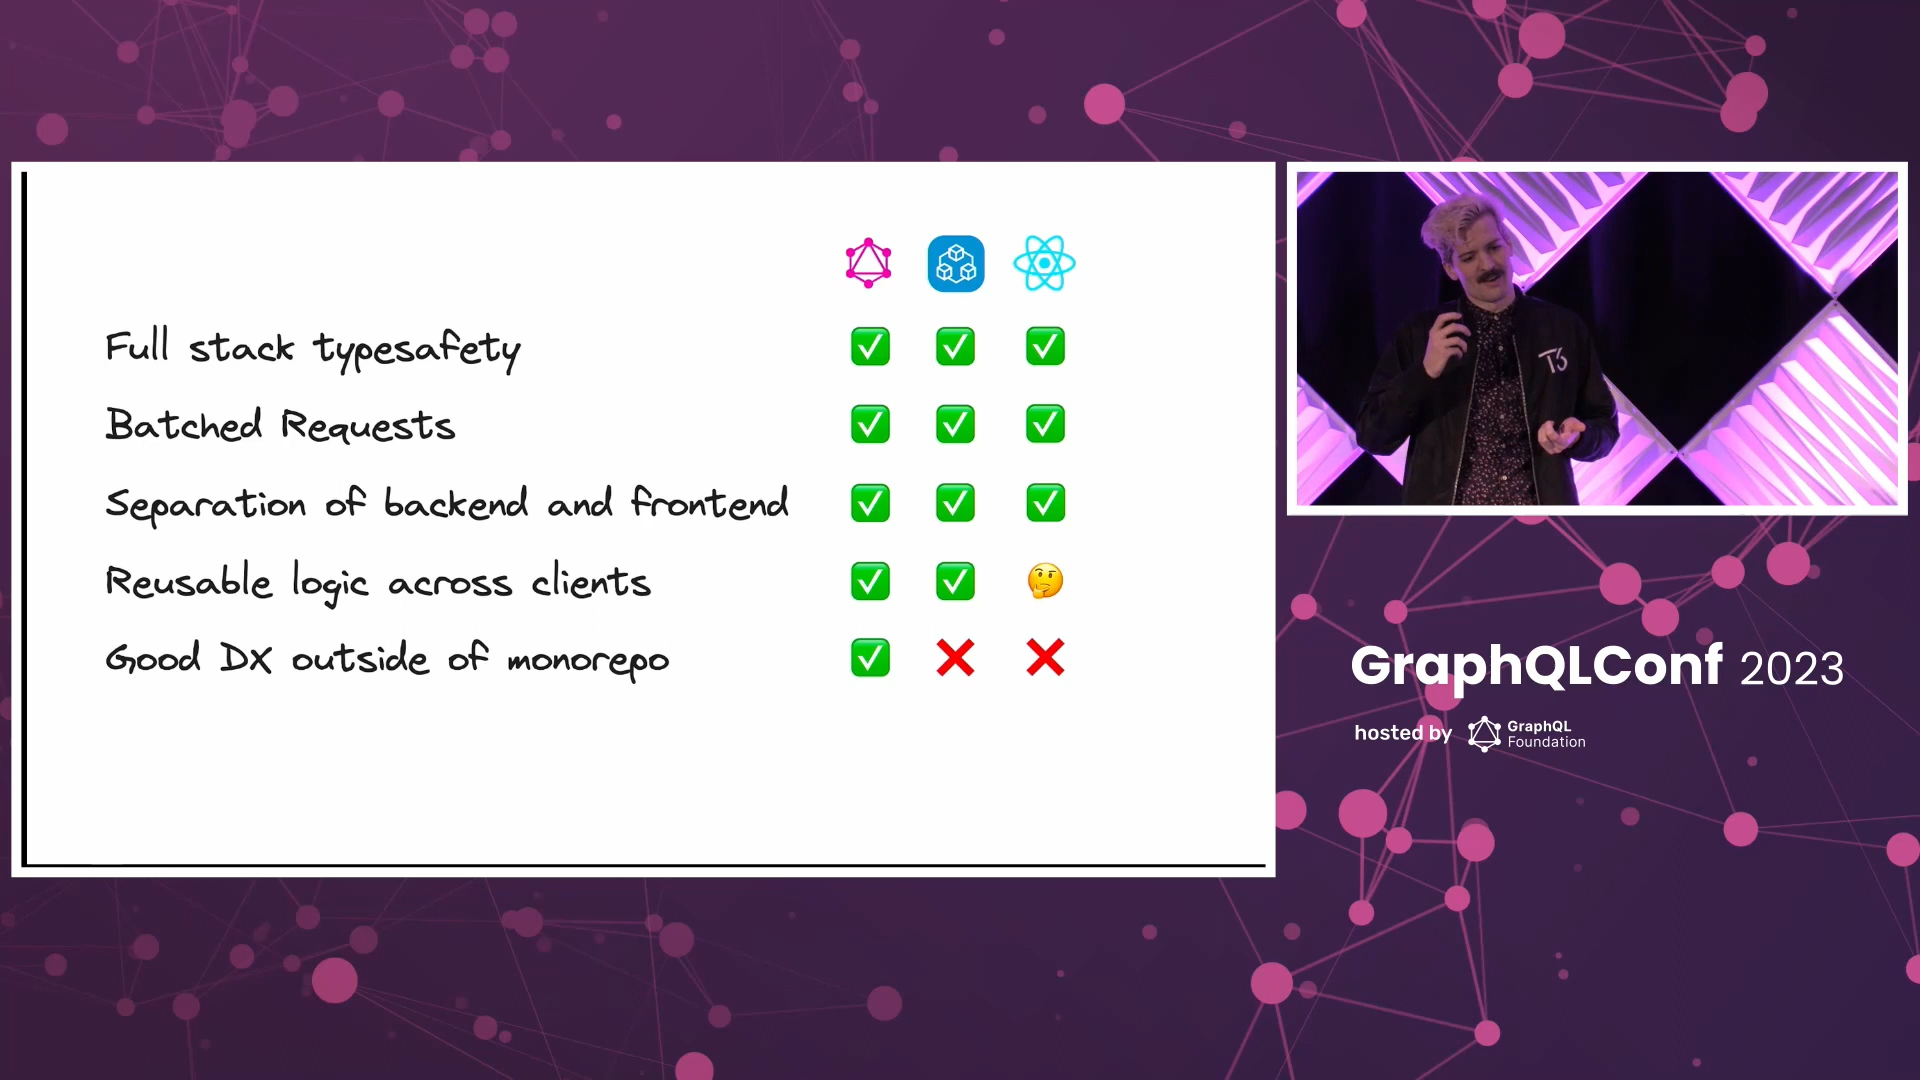 Full stack typesafety
Batched Requests
Separation of backend and frontend
Reusable logic across clients
Good DX outside of monorepo
T3
GraphQLConf 2023
hosted by GraphQL Foundation